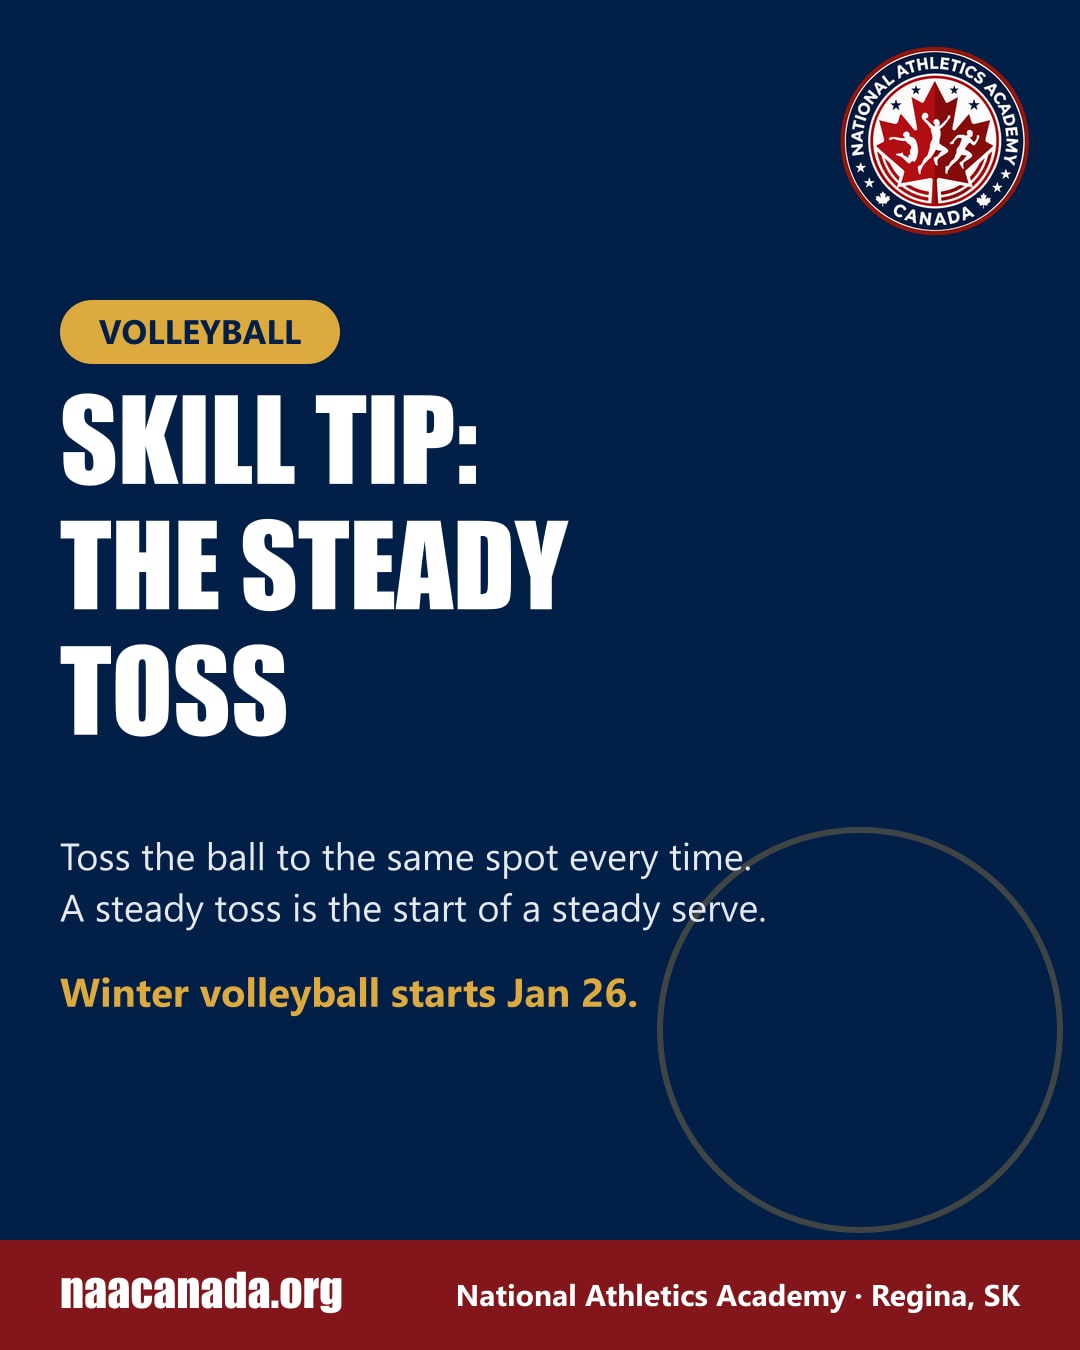 NATIONAL ATHLETICS ACADEMY
CANADA
VOLLEYBALL
SKILL TIP:
THE STEADY
TOSS
Toss the ball to the same spot every time.
A steady toss is the start of a steady serve.
Winter volleyball starts Jan 26.
naacanada.org
National Athletics Academy · Regina, SK